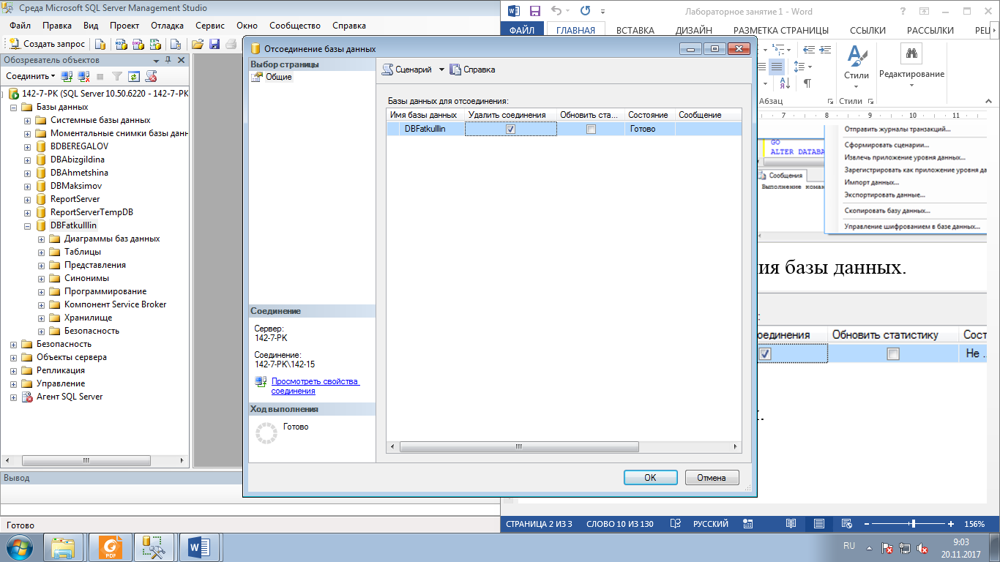 Среда Microsoft SQL Server Management Studio
Файл Правка Вид Проект Отладка Сервис Окно Сообщество Справка
Создать запрос
Обозреватель объектов
Соединить
142-7-PK (SQL Server 10.50.6220 - 142-7-PK
Базы данных
Системные базы данных
Моментальные снимки базы данн
BDBEREGALOV
DBAbizgildina
DBAhmetshina
DBMaksimov
ReportServer
ReportServerTempDB
DBFatkulllin
Диаграммы баз данных
Таблицы
Представления
Синонимы
Программирование
Компонент Service Broker
Хранилище
Безопасность
Безопасность
Объекты сервера
Репликация
Управление
Агент SQL Server
Вывод
Готово
Отсоединение базы данных
Выбор страницы
Общие
Соединение
Сервер:
142-7-PK
Соединение:
142-7-PK\142-15
Просмотреть свойства
соединения
Ход выполнения
Готово
Сценарий Справка
Базы данных для отсоединения:
Имя базы данных Удалить соединения Обновить ста... Состояние Сообщение
DBFatkulllin Готово
OK Отмена
Лабораторное занятие 1 - Word
ФАЙЛ ГЛАВНАЯ ВСТАВКА ДИЗАЙН РАЗМЕТКА СТРАНИЦЫ ССЫЛКИ РАССЫЛКИ РЕЦ
Стили Редактирование
Абзац Стили
7 8 9 10 11
GO
ALTER DATABA
Сообщения
Выполнение коман
Отправить журналы транзакций...
Сформировать сценарии...
Извлечь приложение уровня данных...
Зарегистрировать как приложение уровня да
Импорт данных...
Экспортировать данные...
Скопировать базу данных...
Управление шифрованием в базе данных...
ия базы данных.
:
оединения Обновить статистику Сост
Не ..
.
СТРАНИЦА 2 ИЗ 3 СЛОВО 10 ИЗ 130 РУССКИЙ 156%
PDF
RU
9:03
20.11.2017